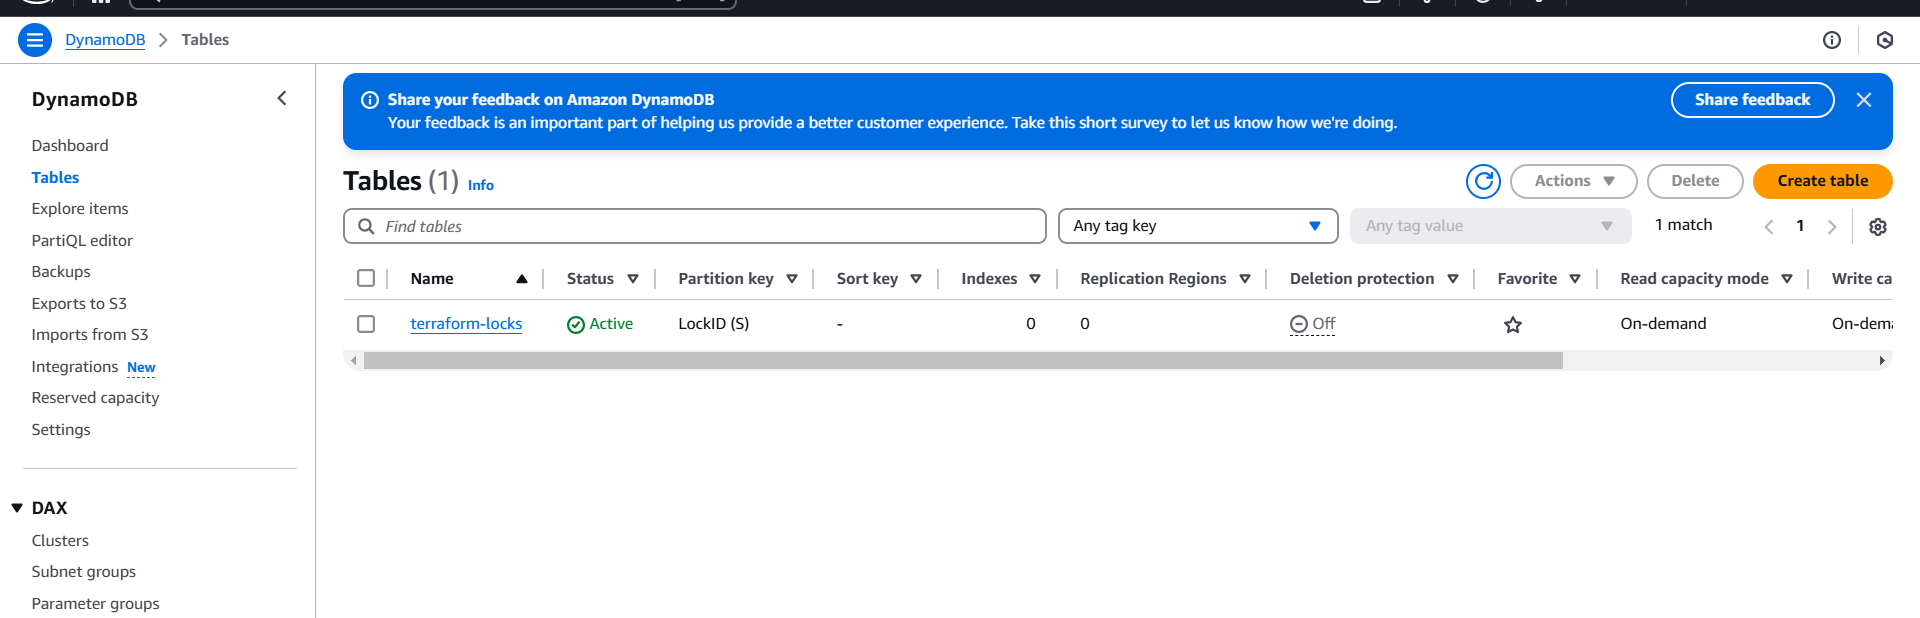 DynamoDB > Tables
DynamoDB
Dashboard
Tables
Explore items
PartiQL editor
Backups
Exports to S3
Imports from S3
Integrations New
Reserved capacity
Settings
DAX
Clusters
Subnet groups
Parameter groups
Share your feedback on Amazon DynamoDB
Your feedback is an important part of helping us provide a better customer experience. Take this short survey to let us know how we're doing.
Share feedback
Tables (1) Info
Actions
Delete
Create table
Find tables
Any tag key
Any tag value
1 match
1
Name Status Partition key Sort key Indexes Replication Regions Deletion protection Favorite Read capacity mode Write ca
terraform-locks Active LockID (S) - 0 0 Off On-demand On-dema